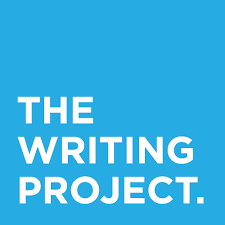 THE
WRITING
PROJECT.